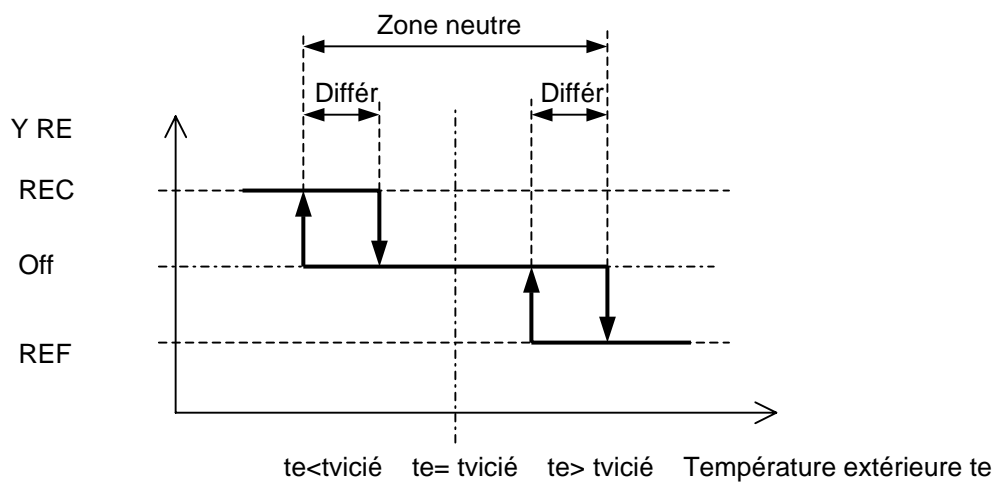 Zone neutre
Différ Différ
Y RE
REC
Off
REF
te<tvicié te= tvicié te> tvicié Température extérieure te